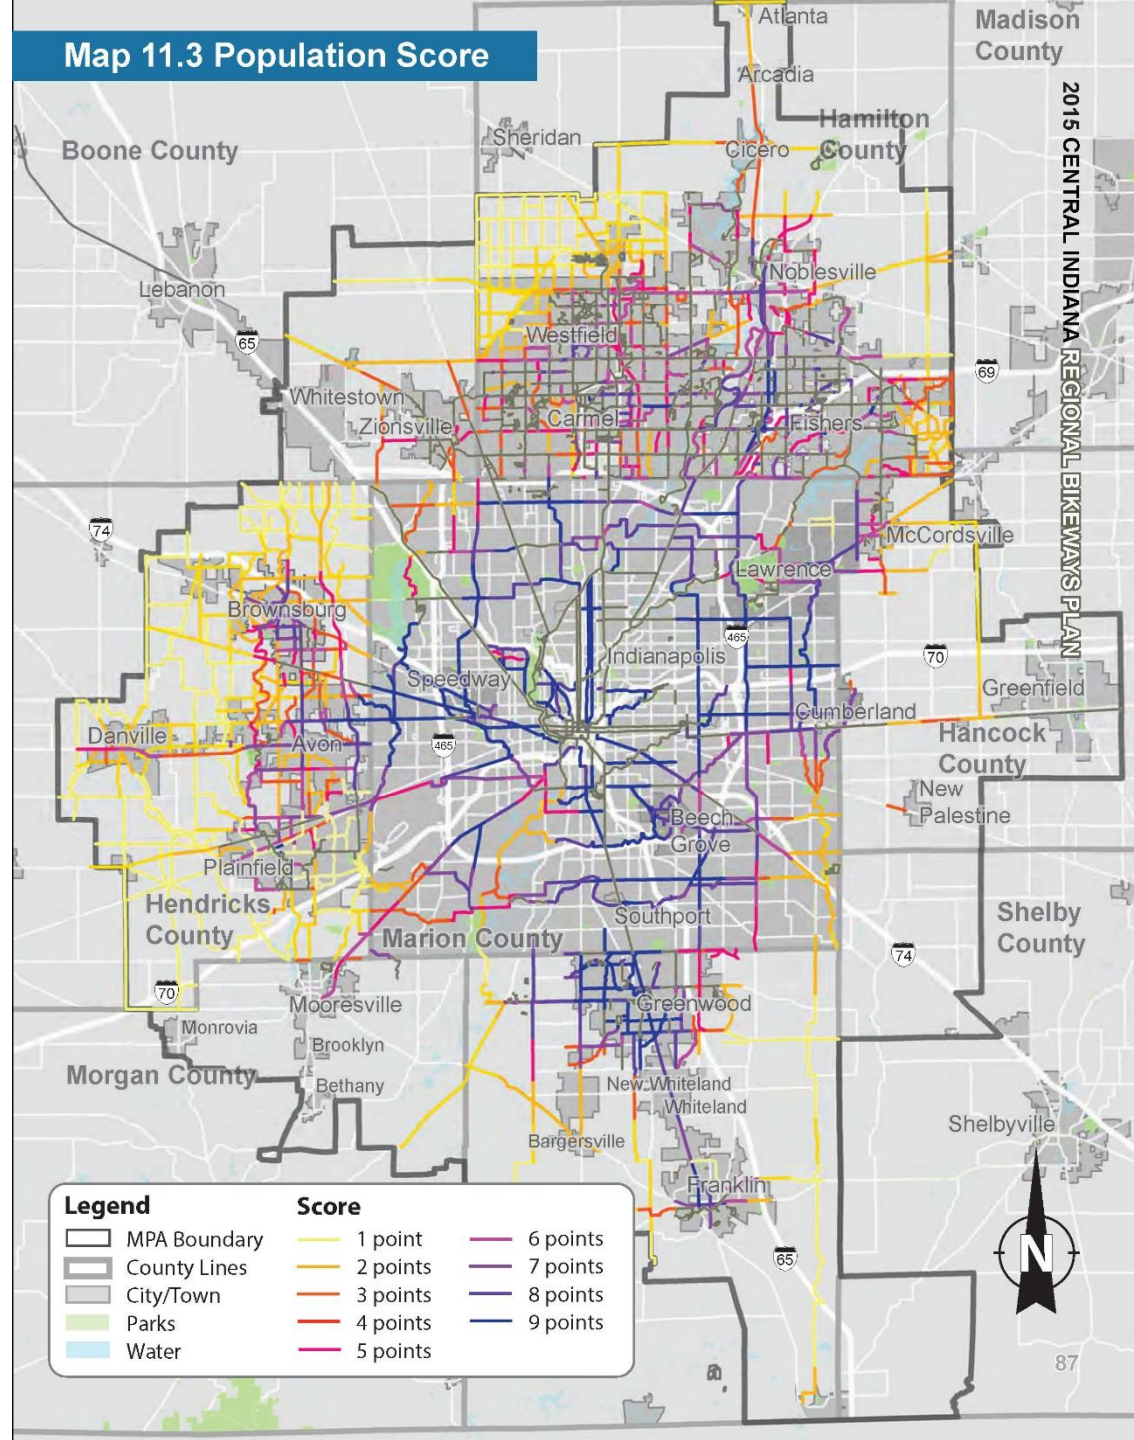 Map 11.3 Population Score
Atlanta
Madison
County
Arcadia
2015 CENTRAL INDIANA REGIONAL BIKEWAYS PLAN
Hamilton
County
Boone County
Sheridan
Cicero
Noblesville
Lebanon
Westfield
65
69
Whitestown
Zionsville
Carmel
Fishers
74
McCordsville
Lawrence
Brownsburg
465
Indianapolis
70
Speedway
Greenfield
Cumberland
Danville
Avon
465
Hancock
County
New
Palestine
Beech
Grove
Plainfield
Hendricks
County
Marion County
Southport
Shelby
County
74
70
Mooresville
Greenwood
Monrovia
Brooklyn
Morgan County
Bethany
New Whiteland
Whiteland
Shelbyville
Bargersville
Franklin
65
N
87
Legend
MPA Boundary
County Lines
City/Town
Parks
Water
Score
1 point
2 points
3 points
4 points
5 points
6 points
7 points
8 points
9 points